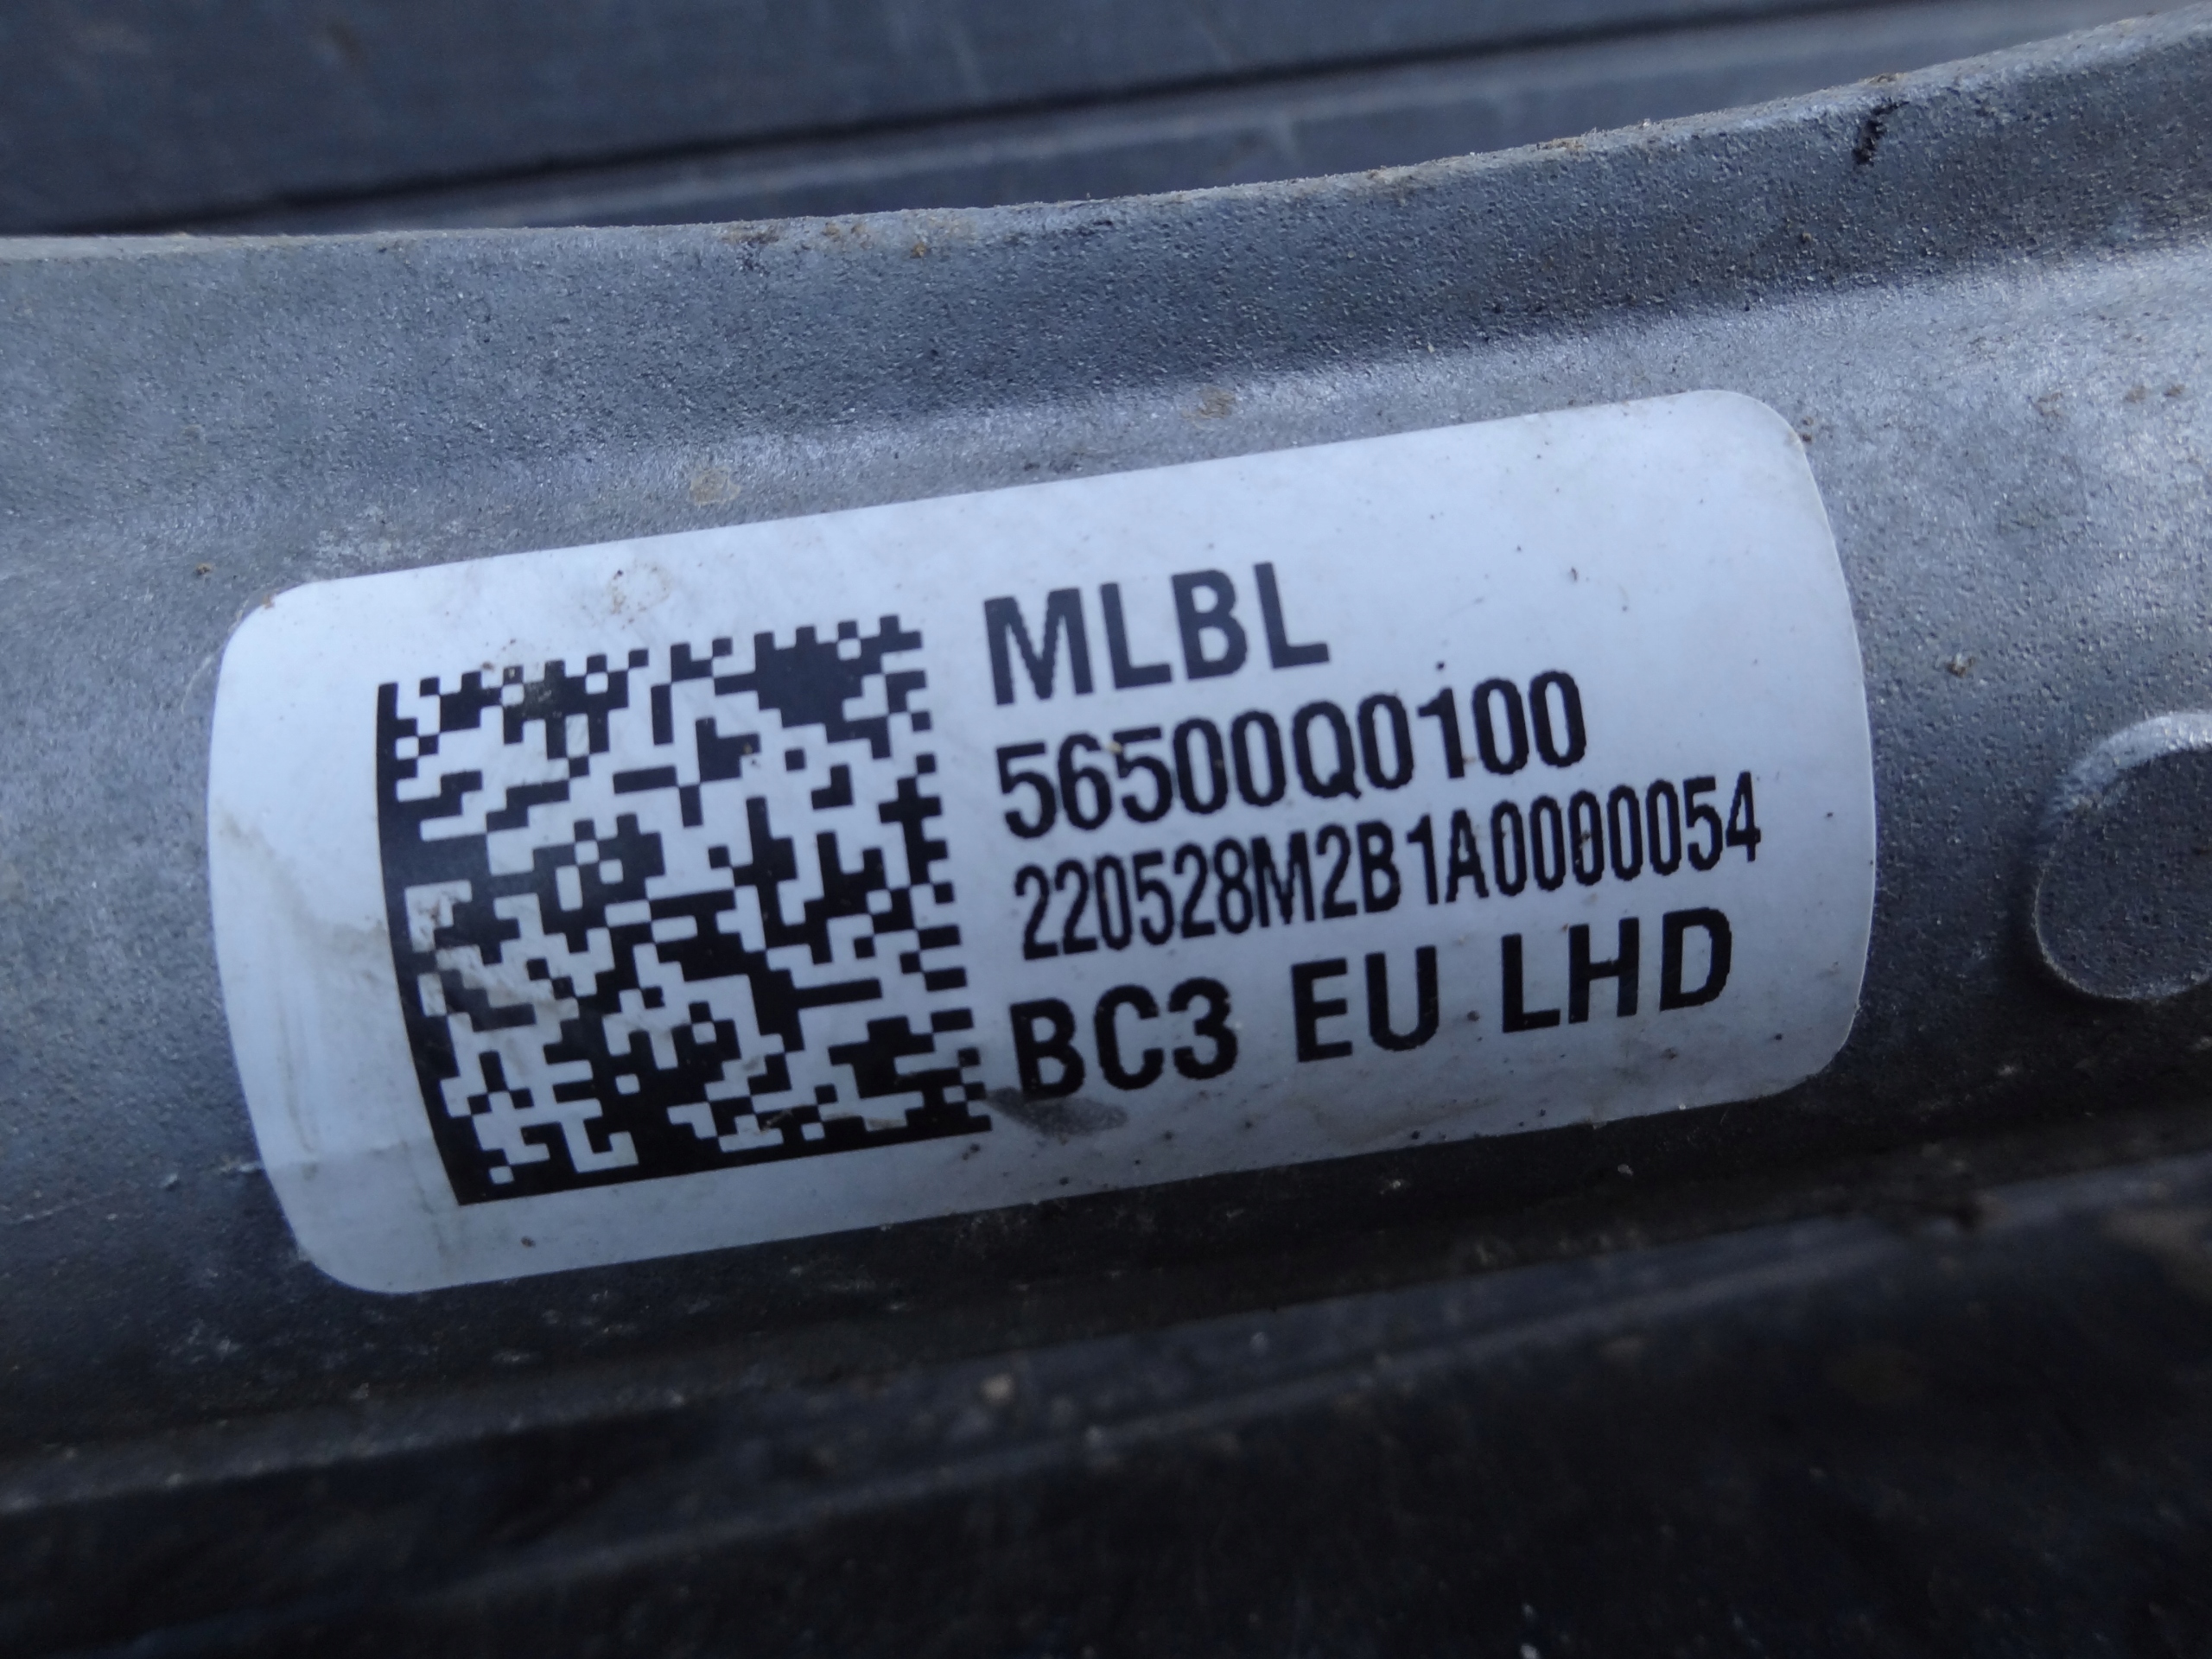 MLBL
56500Q0100
220528M2B1A0000054
BC3 EU LHD